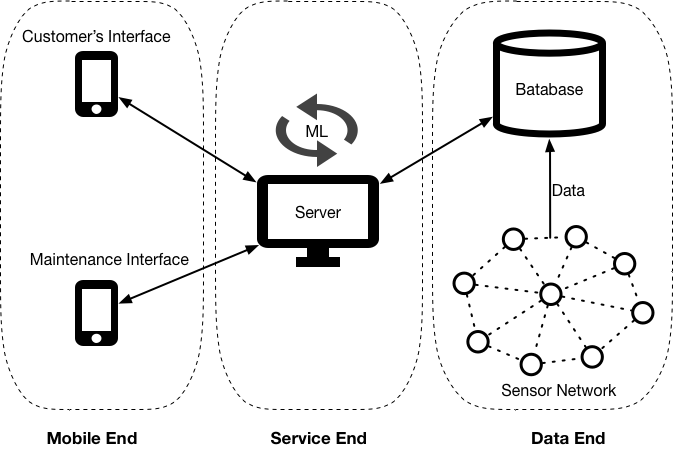 Customer's Interface
ML
Batabase
Server
Data
Maintenance Interface
Sensor Network
Mobile End
Service End
Data End